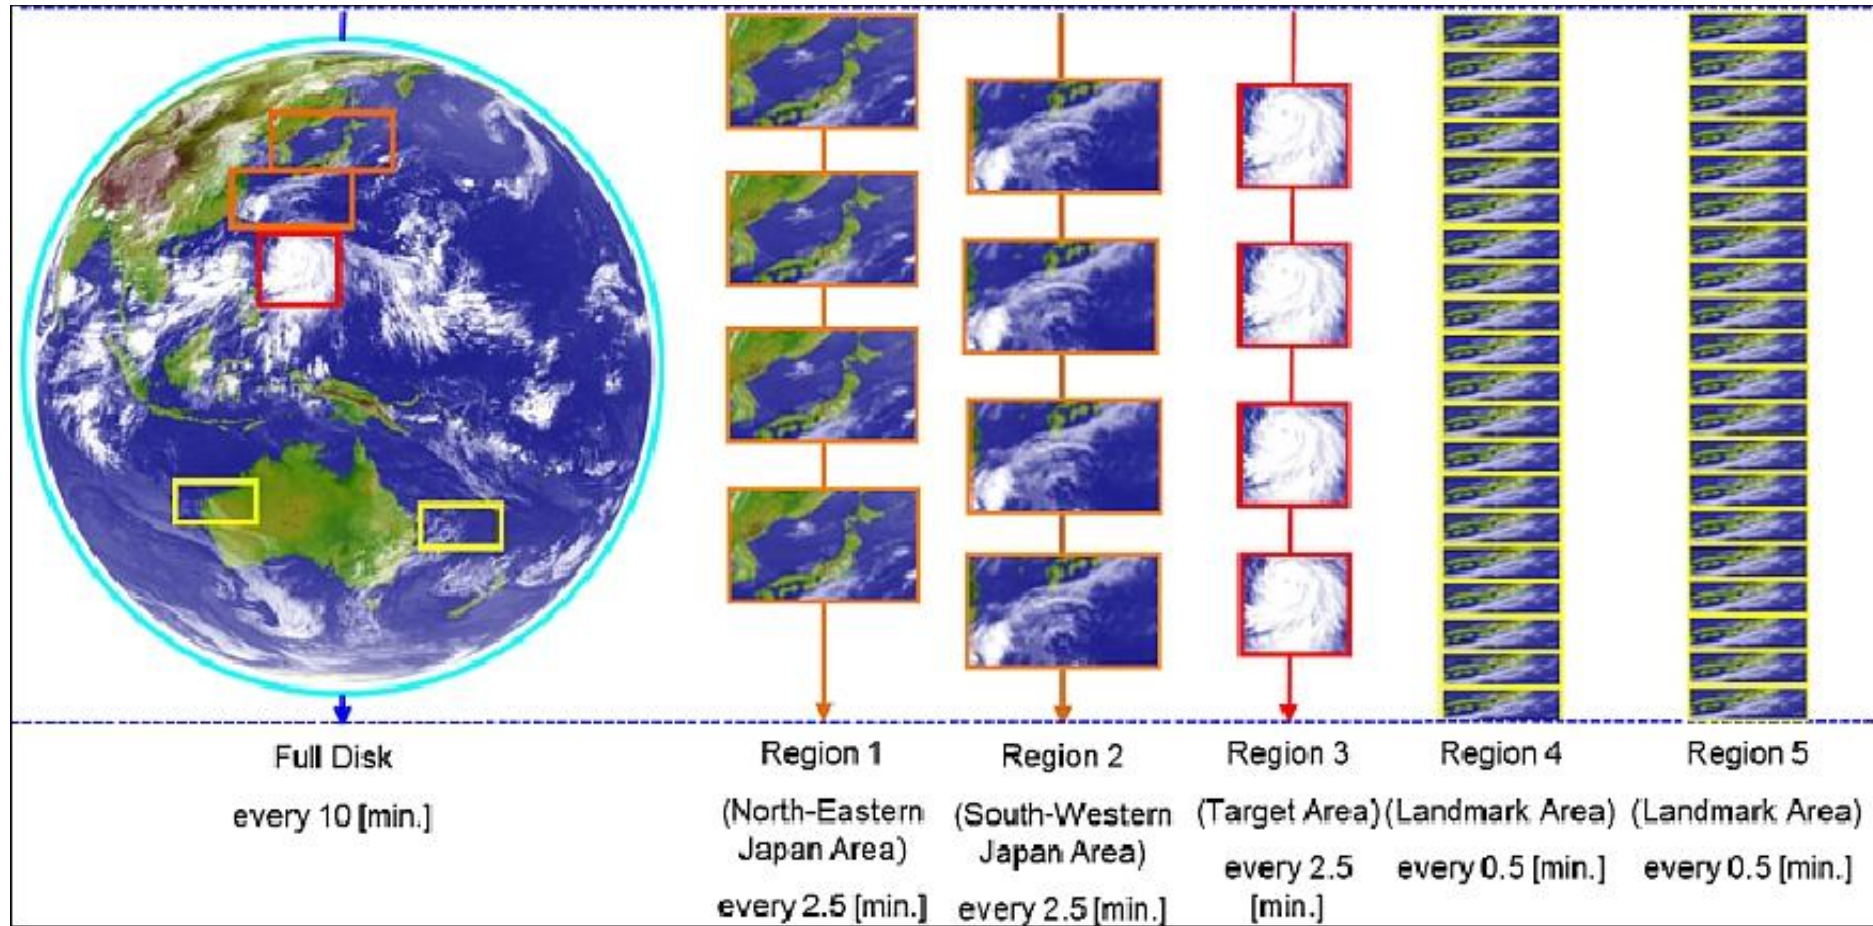 Full Disk
every 10 [min.]
Region 1
(North-Eastern
Japan Area)
every 2.5 [min.]
Region 2
(South-Western
Japan Area)
every 2.5 [min.]
Region 3
(Target Area)
every 2.5
[min.]
Region 4
(Landmark Area)
every 0.5 [min.]
Region 5
(Landmark Area)
every 0.5 [min.]